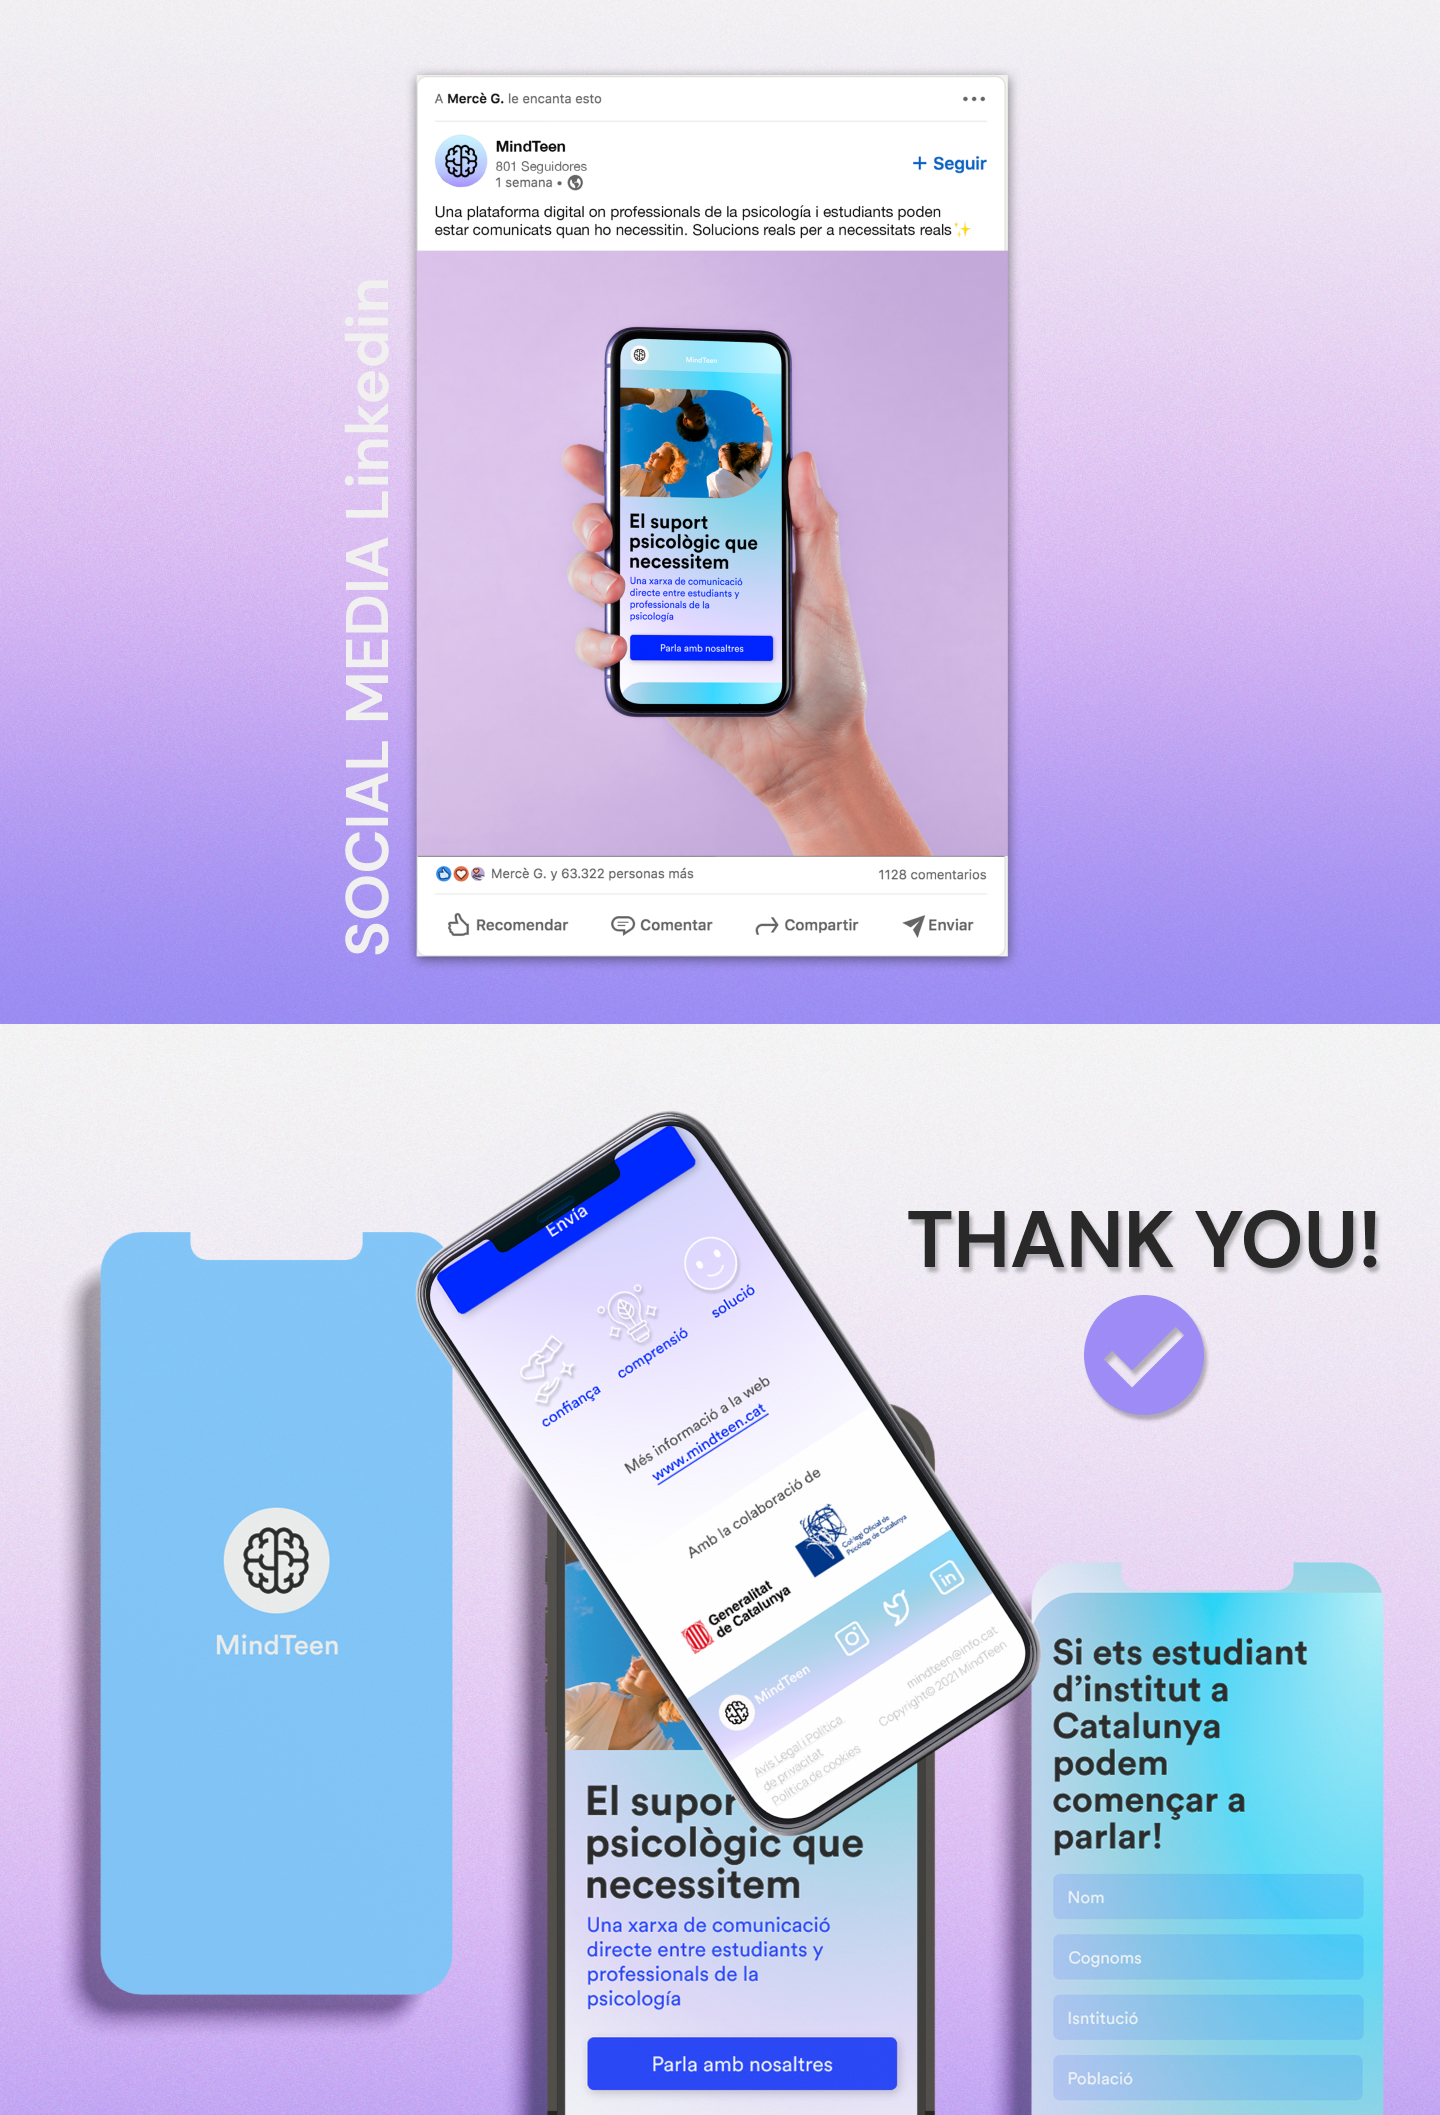 A Mercè G. le encanta esto
MindTeen
801 Seguidores
1 semana •
+ Seguir
Una plataforma digital on professionals de la psicología i estudiants poden
estar comunicats quan ho necessitin. Solucions reals per a necessitats reals✨
SOCIAL MEDIA Linkedin
MindTeen
El suport
psicològic que
necessitem
Una xarxa de comunicació
directe entre estudiants y
professionals de la
psicología
Parla amb nosaltres
Mercè G. y 63.322 personas más
1128 comentarios
Recomendar
Comentar
Compartir
Enviar
THANK YOU!
MindTeen
Envía
confiança
comprensió
solució
Més informació a la web
www.mindteen.cat
Amb la colaboració de
Generalitat
de Catalunya
Col·legi Oficial de
Psicòlegs de Catalunya
in
MindTeen
Avis Legal i Política
de privacitat
Política de cookies
mindteen@info.cat
Copyright© 2021 MindTeen
El supor
psicològic que
necessitem
Una xarxa de comunicació
directe entre estudiants y
professionals de la
psicología
Parla amb nosaltres
Si ets estudiant
d'institut a
Catalunya
podem
començar a
parlar!
Nom
Cognoms
Isntitució
Població